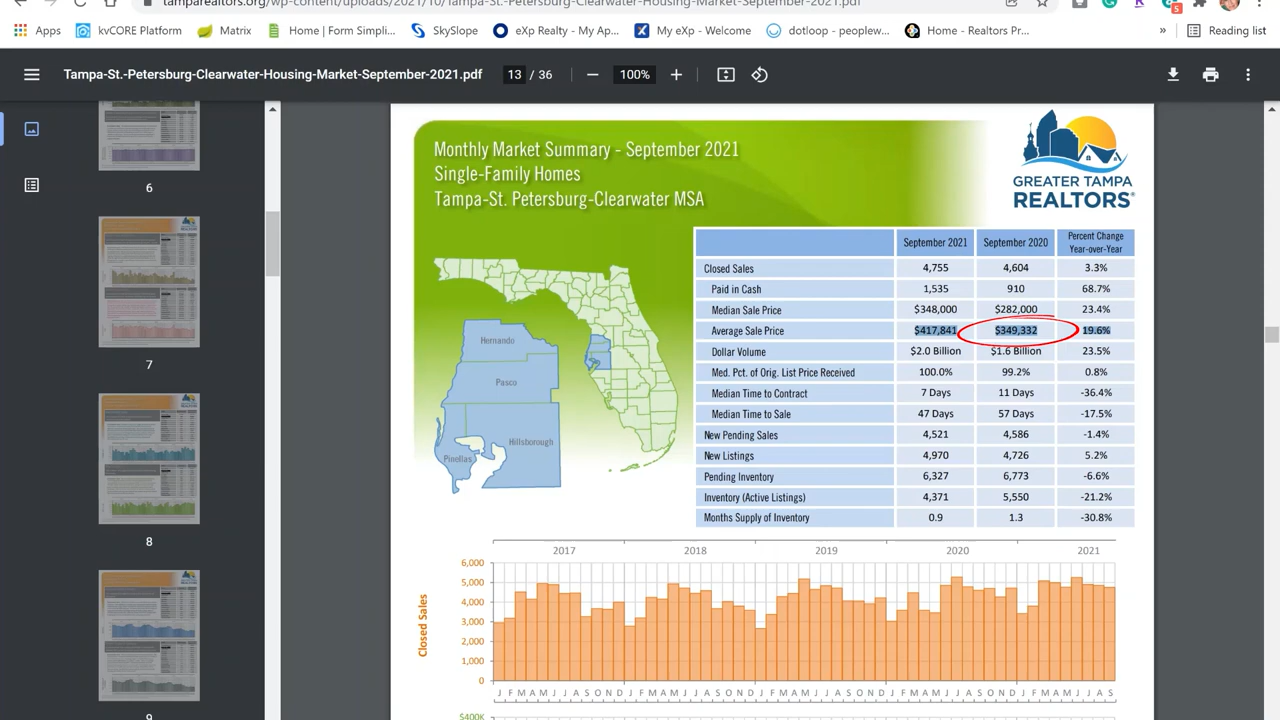 tamparealtors.org/wp-content/uploads/2021/10/Tampa-St.-Petersburg-Clearwater-Housing-Market-September-2021.pdf
5
Apps kvCORE Platform Matrix Home | Form Simpli... SkySlope eXp Realty - My Ap... My eXp - Welcome dotloop - peoplew... Home - Realtors Pr... » Reading list
Tampa-St.-Petersburg-Clearwater-Housing-Market-September-2021.pdf 13 / 36 — 100% +
6
7
8
9
Monthly Market Summary - September 2021
Single-Family Homes
Tampa-St. Petersburg-Clearwater MSA
GREATER TAMPA
REALTORS®
Hernando
Pasco
Hillsborough
Pinellas
September 2021 September 2020 Percent Change
Year-over-Year
Closed Sales 4,755 4,604 3.3%
Paid in Cash 1,535 910 68.7%
Median Sale Price $348,000 $282,000 23.4%
Average Sale Price $417,841 $349,332 19.6%
Dollar Volume $2.0 Billion $1.6 Billion 23.5%
Med. Pct. of Orig. List Price Received 100.0% 99.2% 0.8%
Median Time to Contract 7 Days 11 Days -36.4%
Median Time to Sale 47 Days 57 Days -17.5%
New Pending Sales 4,521 4,586 -1.4%
New Listings 4,970 4,726 5.2%
Pending Inventory 6,327 6,773 -6.6%
Inventory (Active Listings) 4,371 5,550 -21.2%
Months Supply of Inventory 0.9 1.3 -30.8%
2017 2018 2019 2020 2021
Closed Sales
6,000
5,000
4,000
3,000
2,000
1,000
0
J F M A M J J A S O N D J F M A M J J A S O N D J F M A M J J A S O N D J F M A M J J A S O N D J F M A M J J A S
$400K